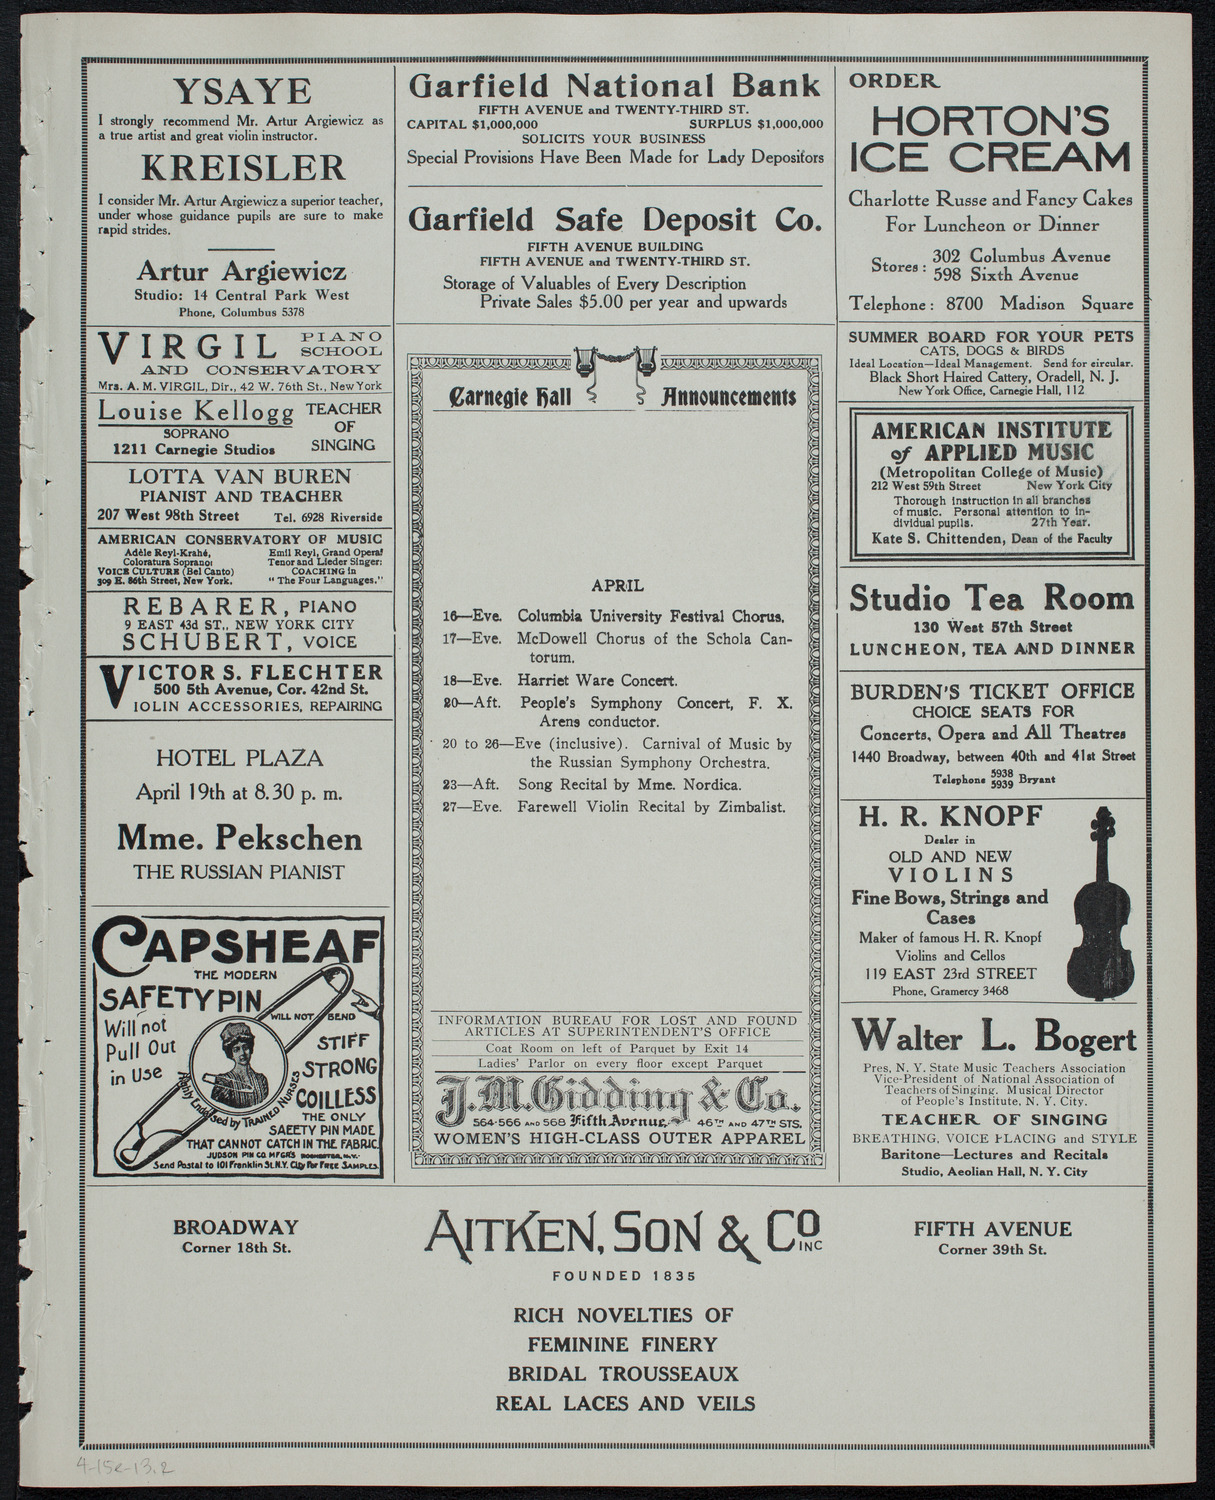 YSAYE
I strongly recommend Mr. Artur Argiewicz as
a true artist and great violin instructor.
KREISLER
I consider Mr. Artur Argiewicz a superior teacher,
under whose guidance pupils are sure to make
rapid strides.
Artur Argiewicz
Studio: 14 Central Park West
Phone, Columbus 5378
VIRGIL PIANO
SCHOOL
AND CONSERVATORY
Mrs. A. M. VIRGIL, Dir., 42 W. 76th St., New York
Louise Kellogg TEACHER
OF
SINGING
SOPRANO
1211 Carnegie Studios
LOTTA VAN BUREN
PIANIST AND TEACHER
207 West 98th Street Tel. 6928 Riverside
AMERICAN CONSERVATORY OF MUSIC
Adèle Reyl-Krahé,
Coloratura Soprano:
VOICE CULTURE (Bel Canto)
309 E. 86th Street, New York.
Emil Reyl, Grand Opera!
Tenor and Lieder Singer:
COACHING in
"The Four Languages."
REBARER, PIANO
9 EAST 43d ST., NEW YORK CITY
SCHUBERT, VOICE
VICTOR S. FLECHTER
500 5th Avenue, Cor. 42nd St.
IOLIN ACCESSORIES, REPAIRING
HOTEL PLAZA
April 19th at 8.30 p. m.
Mme. Pekschen
THE RUSSIAN PIANIST
CAPSHEAF
THE MODERN
SAFETY PIN
WILL NOT BEND
Will not
Pull Out
in Use
STIFF
STRONG
COILLESS
Highly Endorsed by TRAINED NURSES
THE ONLY
SAFETY PIN MADE
THAT CANNOT CATCH IN THE FABRIC.
JUDSON PIN CO. MFGRS ROCHESTER, N.Y.
Send Postal to 101 Franklin St. N.Y. City for FREE SAMPLES.
Garfield National Bank
FIFTH AVENUE and TWENTY-THIRD ST.
CAPITAL $1,000,000 SURPLUS $1,000,000
SOLICITS YOUR BUSINESS
Special Provisions Have Been Made for Lady Depositors
Garfield Safe Deposit Co.
FIFTH AVENUE BUILDING
FIFTH AVENUE and TWENTY-THIRD ST.
Storage of Valuables of Every Description
Private Sales $5.00 per year and upwards
Carnegie Hall Announcements
APRIL
16—Eve. Columbia University Festival Chorus.
17—Eve. McDowell Chorus of the Schola Can-
torum.
18—Eve. Harriet Ware Concert.
20—Aft. People's Symphony Concert, F. X.
Arens conductor.
20 to 26—Eve (inclusive). Carnival of Music by
the Russian Symphony Orchestra.
23—Aft. Song Recital by Mme. Nordica.
27—Eve. Farewell Violin Recital by Zimbalist.
INFORMATION BUREAU FOR LOST AND FOUND
ARTICLES AT SUPERINTENDENT'S OFFICE
Coat Room on left of Parquet by Exit 14
Ladies' Parlor on every floor except Parquet
J. M. Gidding & Co.
564-566 AND 568 Fifth Avenue 46TH AND 47TH STS.
WOMEN'S HIGH-CLASS OUTER APPAREL
ORDER
HORTON'S
ICE CREAM
Charlotte Russe and Fancy Cakes
For Luncheon or Dinner
Stores: 302 Columbus Avenue
598 Sixth Avenue
Telephone: 8700 Madison Square
SUMMER BOARD FOR YOUR PETS
CATS, DOGS & BIRDS
Ideal Location—Ideal Management. Send for circular.
Black Short Haired Cattery, Oradell, N. J.
New York Office, Carnegie Hall, 112
AMERICAN INSTITUTE
of APPLIED MUSIC
(Metropolitan College of Music)
212 West 59th Street New York City
Thorough instruction in all branches
of music. Personal attention to in-
dividual pupils. 27th Year.
Kate S. Chittenden, Dean of the Faculty
Studio Tea Room
130 West 57th Street
LUNCHEON, TEA AND DINNER
BURDEN'S TICKET OFFICE
CHOICE SEATS FOR
Concerts, Opera and All Theatres
1440 Broadway, between 40th and 41st Street
Telephone 5938
5939 Bryant
H. R. KNOPF
Dealer in
OLD AND NEW
VIOLINS
Fine Bows, Strings and
Cases
Maker of famous H. R. Knopf
Violins and Cellos
119 EAST 23rd STREET
Phone, Gramercy 3468
Walter L. Bogert
Pres, N. Y. State Music Teachers Association
Vice-President of National Association of
Teachers of Singing. Musical Director
of People's Institute, N. Y. City.
TEACHER OF SINGING
BREATHING, VOICE PLACING and STYLE
Baritone—Lectures and Recitals
Studio, Aeolian Hall, N. Y. City
BROADWAY
Corner 18th St.
AITKEN, SON & CO INC
FOUNDED 1835
FIFTH AVENUE
Corner 39th St.
RICH NOVELTIES OF
FEMININE FINERY
BRIDAL TROUSSEAUX
REAL LACES AND VEILS
4-15e-13.2